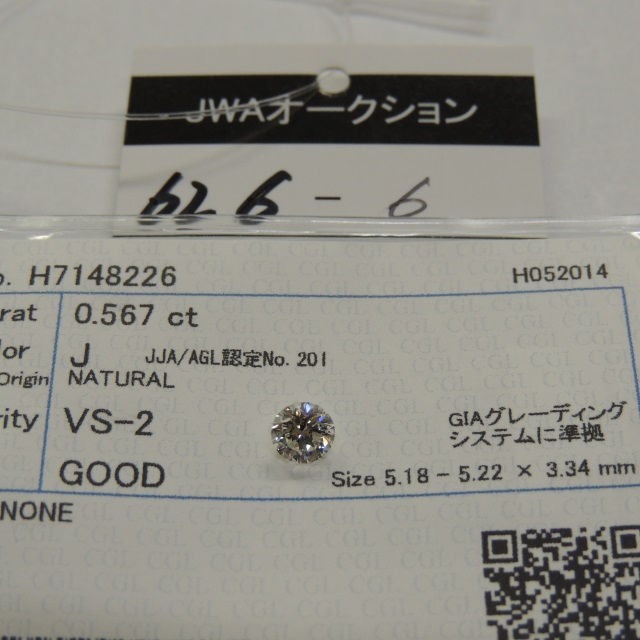 JWAオークション
626-6
o. H7148226 H052014
rat 0.567 ct
lor J JJA/AGL認定No.201
Origin NATURAL
rity VS-2 GIAグレーディング
システムに準拠
GOOD Size 5.18 - 5.22 × 3.34 mm
NONE